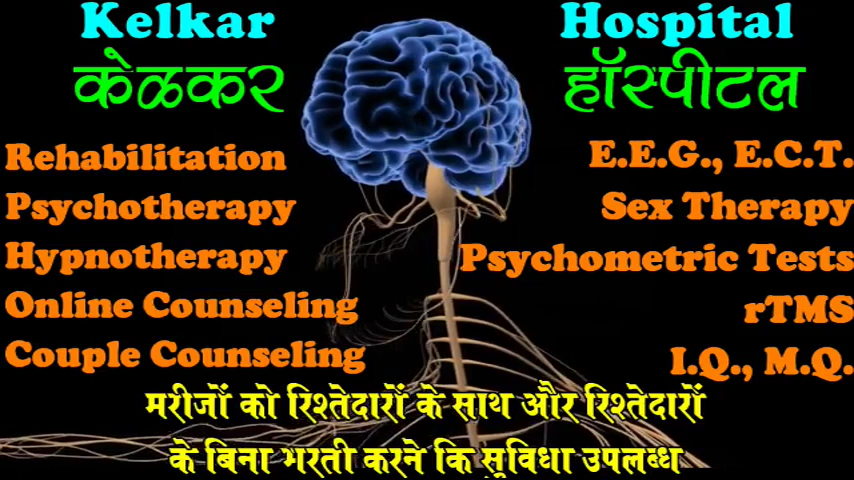 Kelkar Hospital
केळकर हॉस्पीटल
Rehabilitation
Psychotherapy
Hypnotherapy
Online Counseling
Couple Counseling
E.E.G., E.C.T.
Sex Therapy
Psychometric Tests
rTMS
I.Q., M.Q.
मरीजों को रिश्तेदारों के साथ और रिश्तेदारों
के बिना भरती करने कि सुविधा उपलब्ध